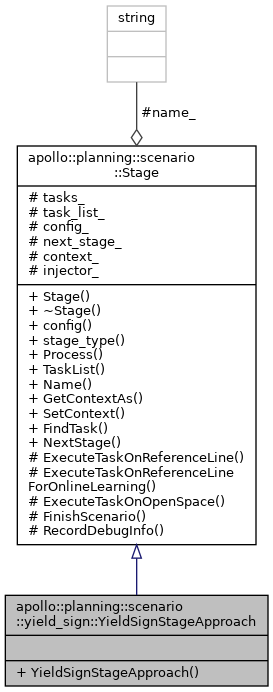 string
#name_
apollo::planning::scenario
::Stage
# tasks_
# task_list_
# config_
# next_stage_
# context_
# injector_
+ Stage()
+ ~Stage()
+ config()
+ stage_type()
+ Process()
+ TaskList()
+ Name()
+ GetContextAs()
+ SetContext()
+ FindTask()
+ NextStage()
# ExecuteTaskOnReferenceLine()
# ExecuteTaskOnReferenceLine
ForOnlineLearning()
# ExecuteTaskOnOpenSpace()
# FinishScenario()
# RecordDebugInfo()
apollo::planning::scenario
::yield_sign::YieldSignStageApproach
+ YieldSignStageApproach()